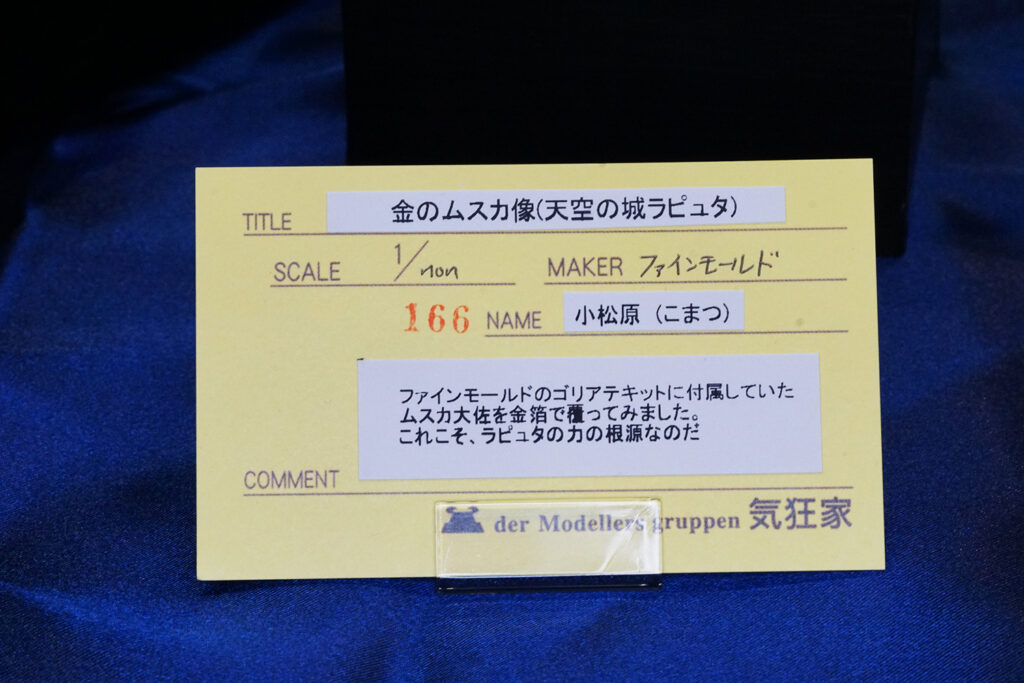 TITLE 金のムスカ像(天空の城ラピュタ)
SCALE 1/non MAKER ファインモールド
166 NAME 小松原 (こまつ)
ファインモールドのゴリアテキットに付属していた
ムスカ大佐を金箔で覆ってみました。
これこそ、ラピュタの力の根源なのだ
COMMENT
der Modellers gruppen 気狂家